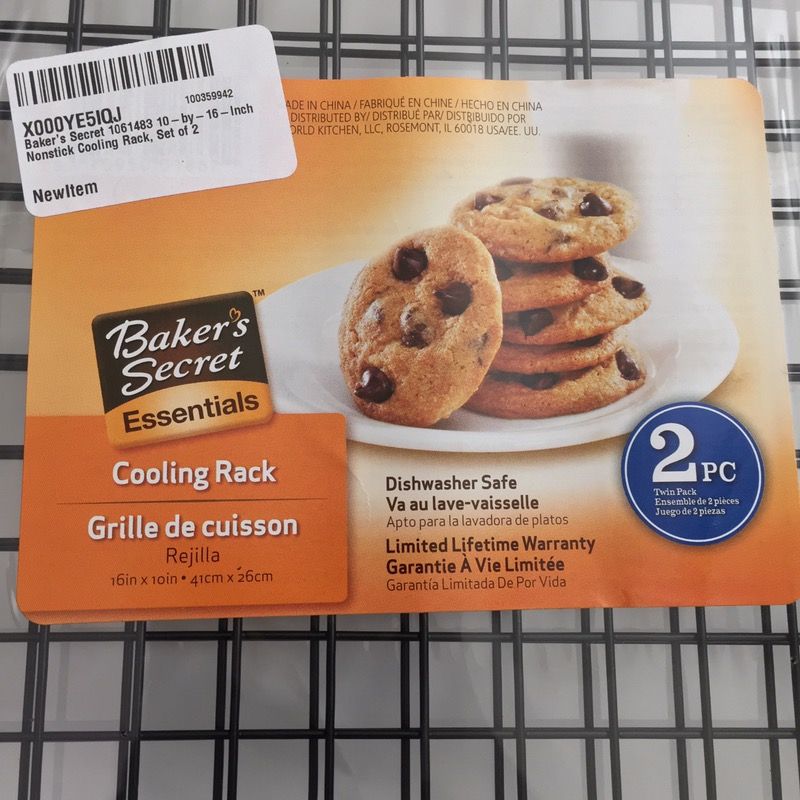 100359942
X000YE5IQJ
Baker's Secret 1061483 10-by-16-Inch
Nonstick Cooling Rack, Set of 2
NewItem
ADE IN CHINA / FABRIQUÉ EN CHINE / HECHO EN CHINA
DISTRIBUTED BY/ DISTRIBUÉ PAR/ DISTRIBUIDO POR
ORLD KITCHEN, LLC, ROSEMONT, IL 60018 USA/EE. UU.
Baker's
Secret
TM
Essentials
Cooling Rack
Grille de cuisson
Rejilla
16in x 10in • 41cm x 26cm
Dishwasher Safe
Va au lave-vaisselle
Apto para la lavadora de platos
Limited Lifetime Warranty
Garantie À Vie Limitée
Garantía Limitada De Por Vida
2 PC
Twin Pack
Ensemble de 2 pièces
Juego de 2 piezas